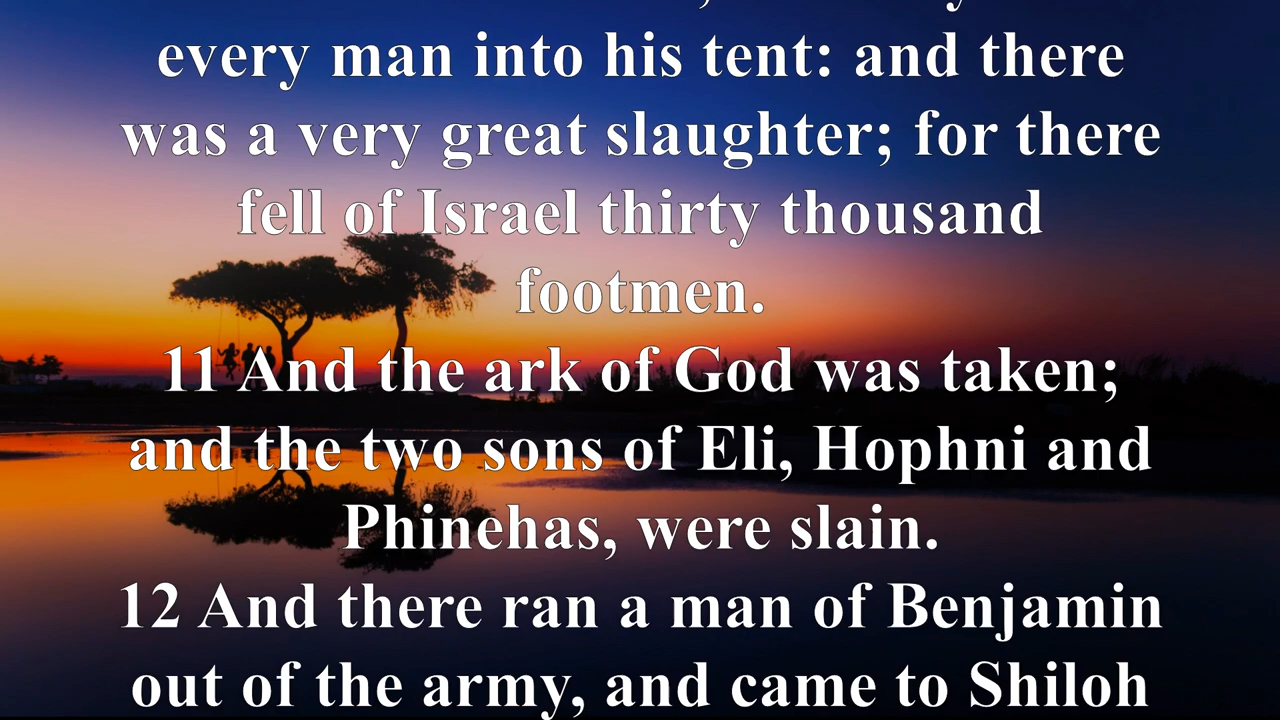 every man into his tent: and there
was a very great slaughter; for there
fell of Israel thirty thousand
footmen.
11 And the ark of God was taken;
and the two sons of Eli, Hophni and
Phinehas, were slain.
12 And there ran a man of Benjamin
out of the army, and came to Shiloh